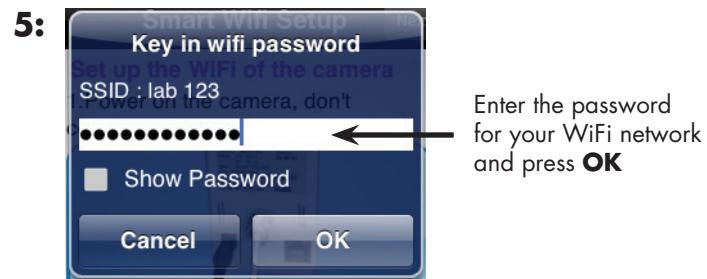 5:
Smart Wifi Setup
Key in wifi password
Set up the WiFi of the camera
SSID : lab 123
1.Power on the camera, don't
●●●●●●●●●●●●
Show Password
Cancel
OK
Enter the password
for your WiFi network
and press OK